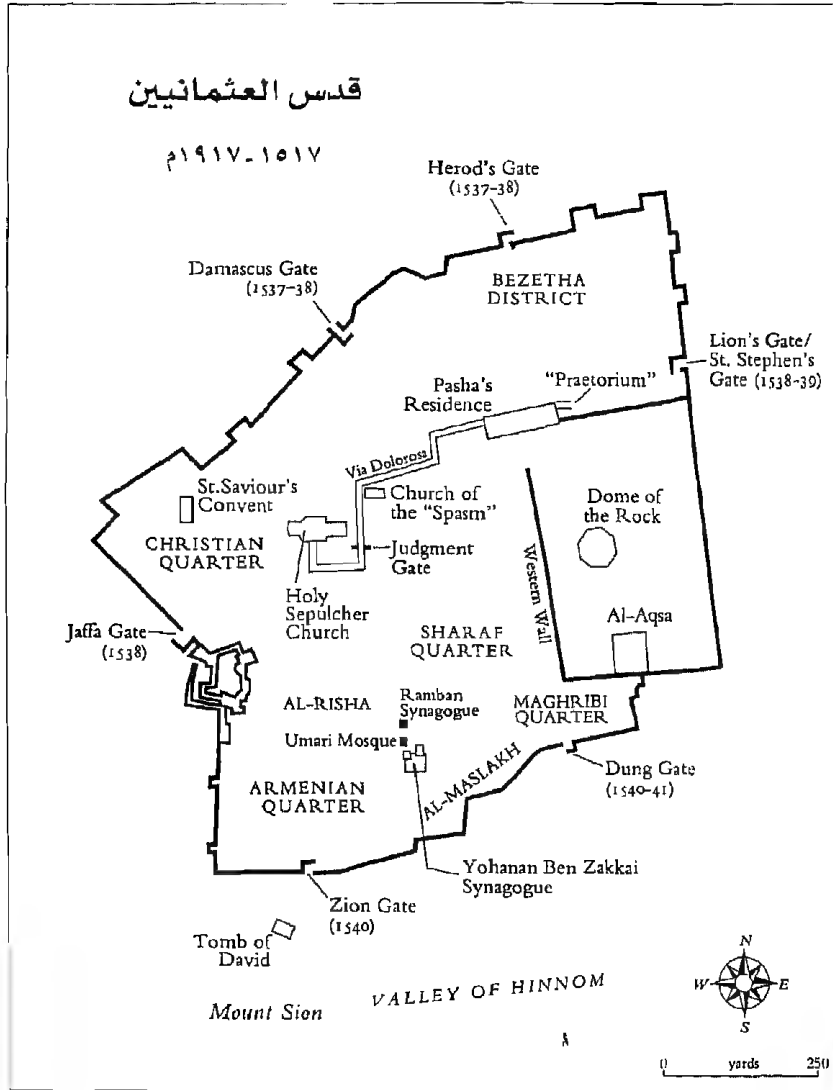 قدس العثمانيين
١٥١٧-١٩١٧م
Herod's Gate
(1537-38)
Damascus Gate
(1537-38)
BEZETHA
DISTRICT
Lion's Gate/
St. Stephen's
Gate (1538-39)
Pasha's
Residence
"Praetorium"
Via Dolorosa
St.Saviour's
Convent
Church of
the "Spasm"
Dome of
the Rock
CHRISTIAN
QUARTER
Judgment
Gate
Western Wall
Holy
Sepulcher
Church
Al-Aqsa
Jaffa Gate
(1538)
SHARAF
QUARTER
AL-RISHA
Ramban
Synagogue
MAGHRIBI
QUARTER
Umari Mosque
AL-MASLAKH
Dung Gate
(1540-41)
ARMENIAN
QUARTER
Yohanan Ben Zakkai
Synagogue
Zion Gate
(1540)
Tomb of
David
Mount Sion
VALLEY OF HINNOM
N
W
E
S
0 yards 250